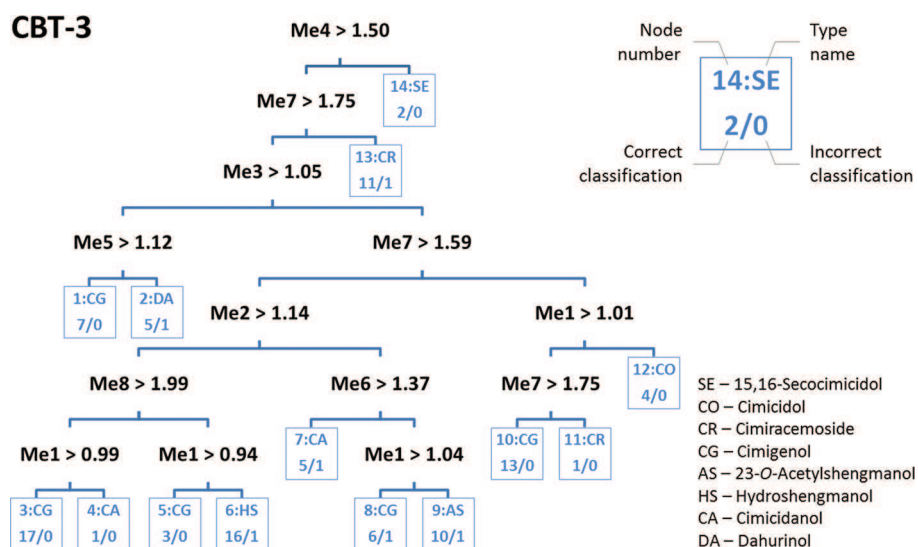 CBT-3
Me4 > 1.50
14:SE
2/0
Me7 > 1.75
13:CR
11/1
Me3 > 1.05
Me5 > 1.12
Me7 > 1.59
1:CG
7/0
2:DA
5/1
Me2 > 1.14
Me1 > 1.01
12:CO
4/0
Me8 > 1.99
Me6 > 1.37
Me7 > 1.75
7:CA
5/1
10:CG
13/0
11:CR
1/0
Me1 > 0.99
Me1 > 0.94
Me1 > 1.04
3:CG
17/0
4:CA
1/0
5:CG
3/0
6:HS
16/1
8:CG
6/1
9:AS
10/1
Node
number
Type
name
14:SE
2/0
Correct
classification
Incorrect
classification
SE – 15,16-Secocimicidol
CO – Cimicidol
CR – Cimiracemoside
CG – Cimigenol
AS – 23-O-Acetylshengmanol
HS – Hydroshengmanol
CA – Cimicidanol
DA – Dahurinol